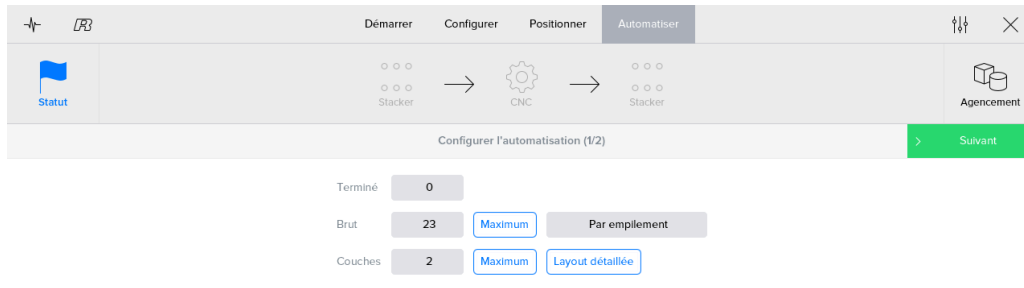 Démarrer Configurer Positionner Automatiser
Statut Stacker CNC Stacker Agencement
Configurer l'automatisation (1/2) Suivant
Terminé 0
Brut 23 Maximum Par empilement
Couches 2 Maximum Layout détaillée